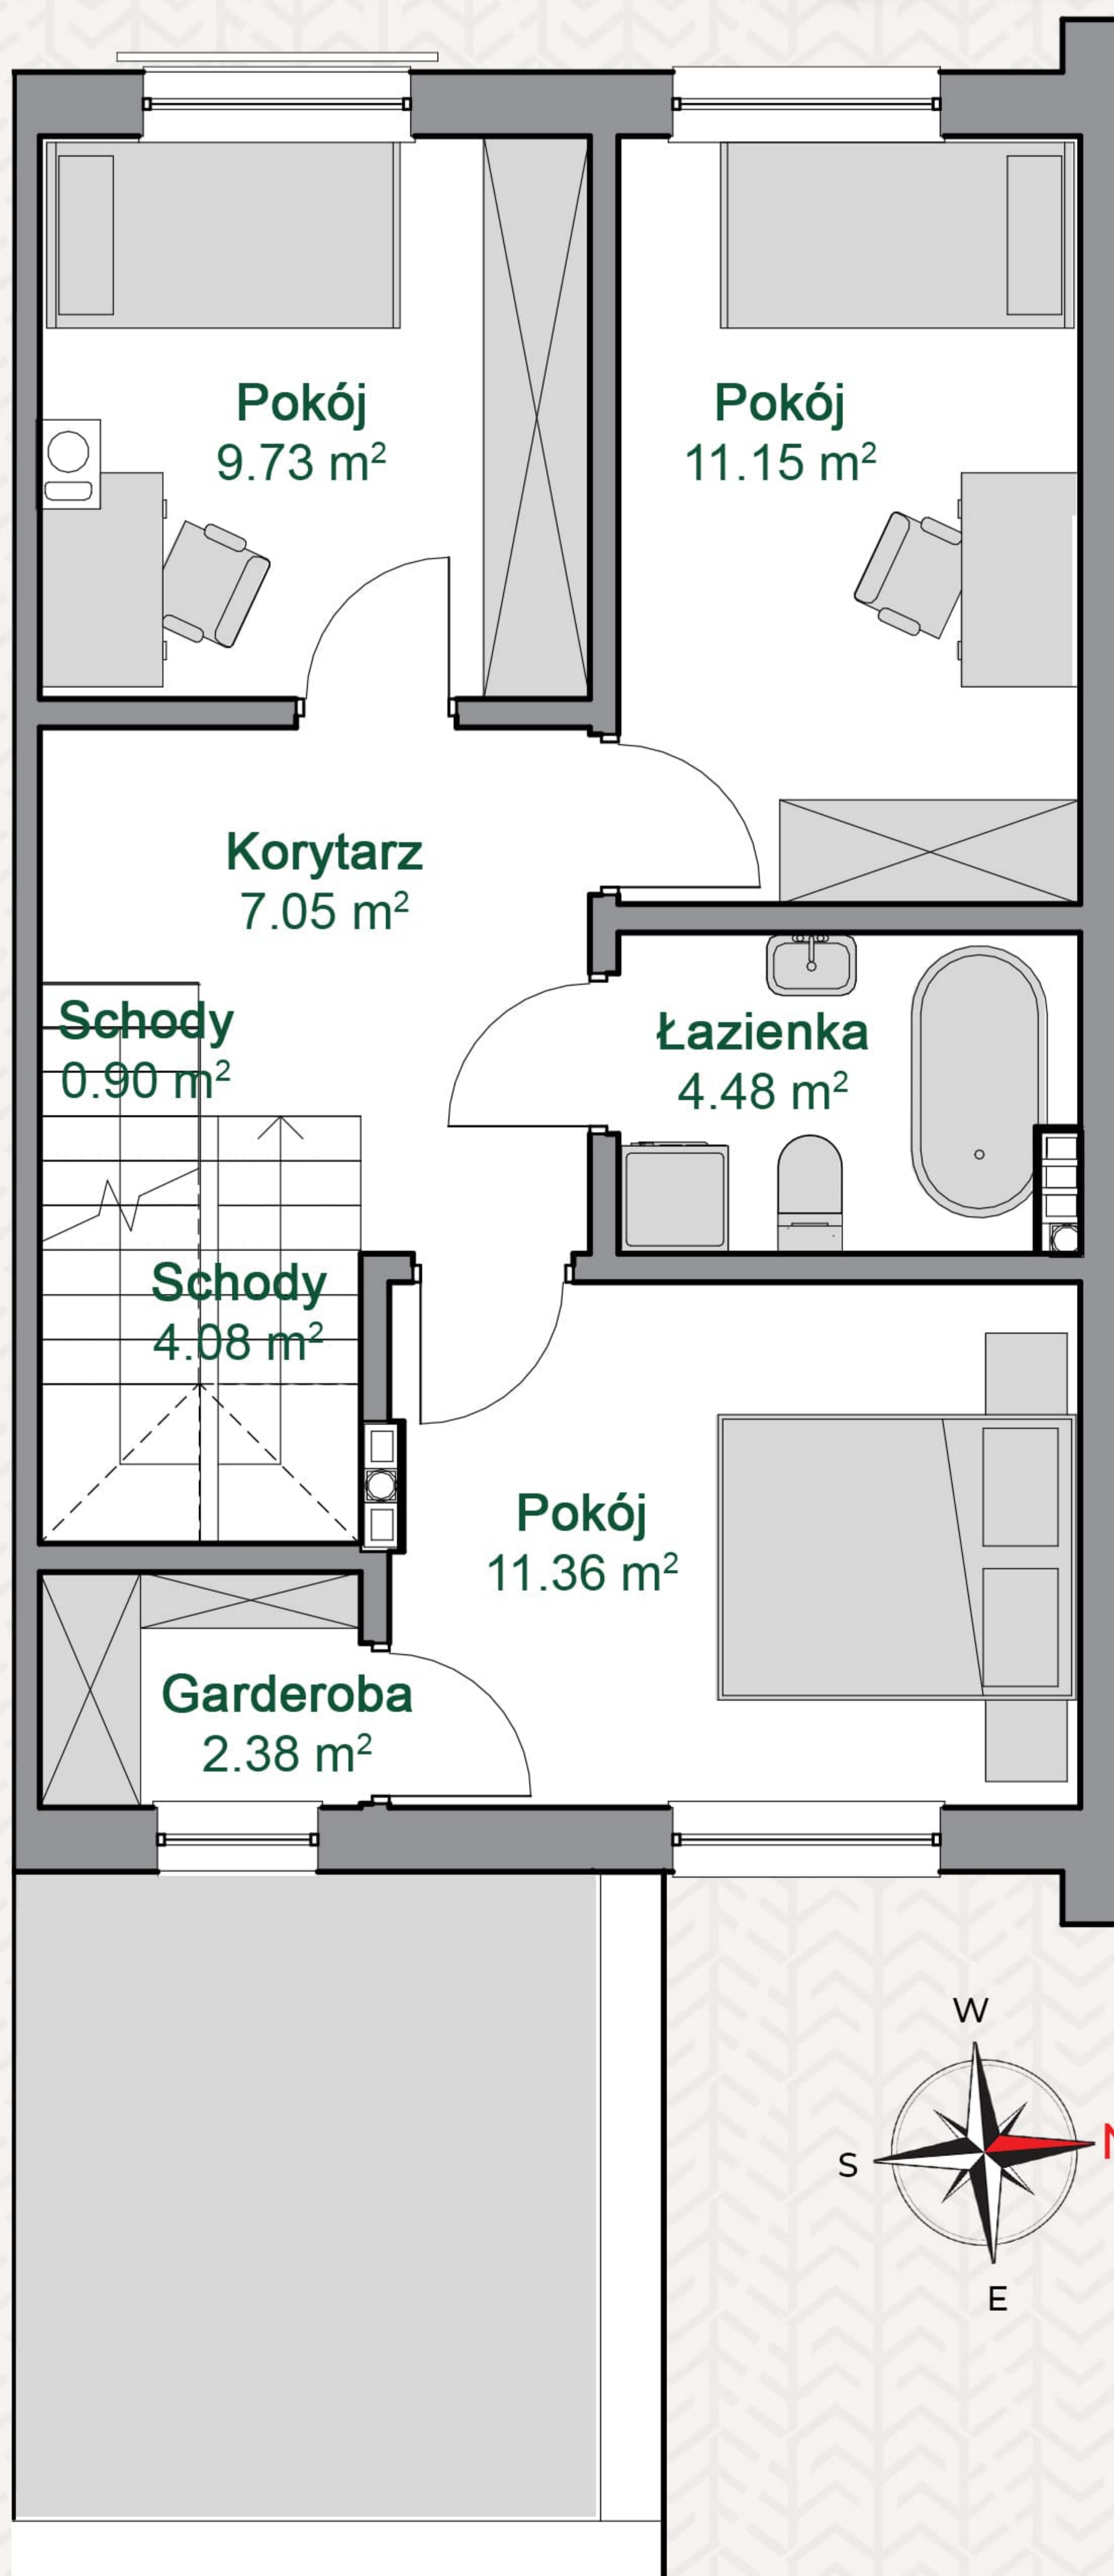 Pokój
9.73 m²
Pokój
11.15 m²
Korytarz
7.05 m²
Schody
0.90 m²
Łazienka
4.48 m²
Schody
4.08 m²
Pokój
11.36 m²
Garderoba
2.38 m²
W
S
N
E